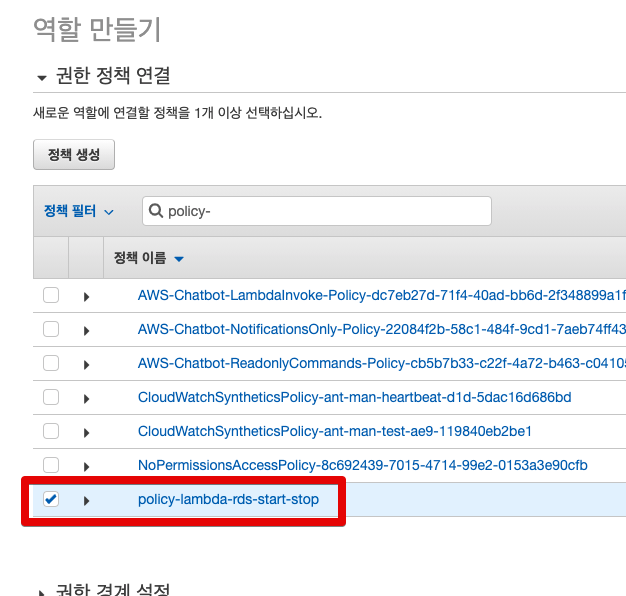 역할 만들기
권한 정책 연결
새로운 역할에 연결할 정책을 1개 이상 선택하십시오.
정책 생성
정책 필터
policy-
정책 이름
AWS-Chatbot-LambdaInvoke-Policy-dc7eb27d-71f4-40ad-bb6d-2f348899a1f
AWS-Chatbot-NotificationsOnly-Policy-22084f2b-58c1-484f-9cd1-7aeb74ff43
AWS-Chatbot-ReadonlyCommands-Policy-cb5b7b33-c22f-4a72-b463-c0410
CloudWatchSyntheticsPolicy-ant-man-heartbeat-d1d-5dac16d686bd
CloudWatchSyntheticsPolicy-ant-man-test-ae9-119840eb2be1
NoPermissionsAccessPolicy-8c692439-7015-4714-99e2-0153a3e90cfb
policy-lambda-rds-start-stop
권한 경계 설정